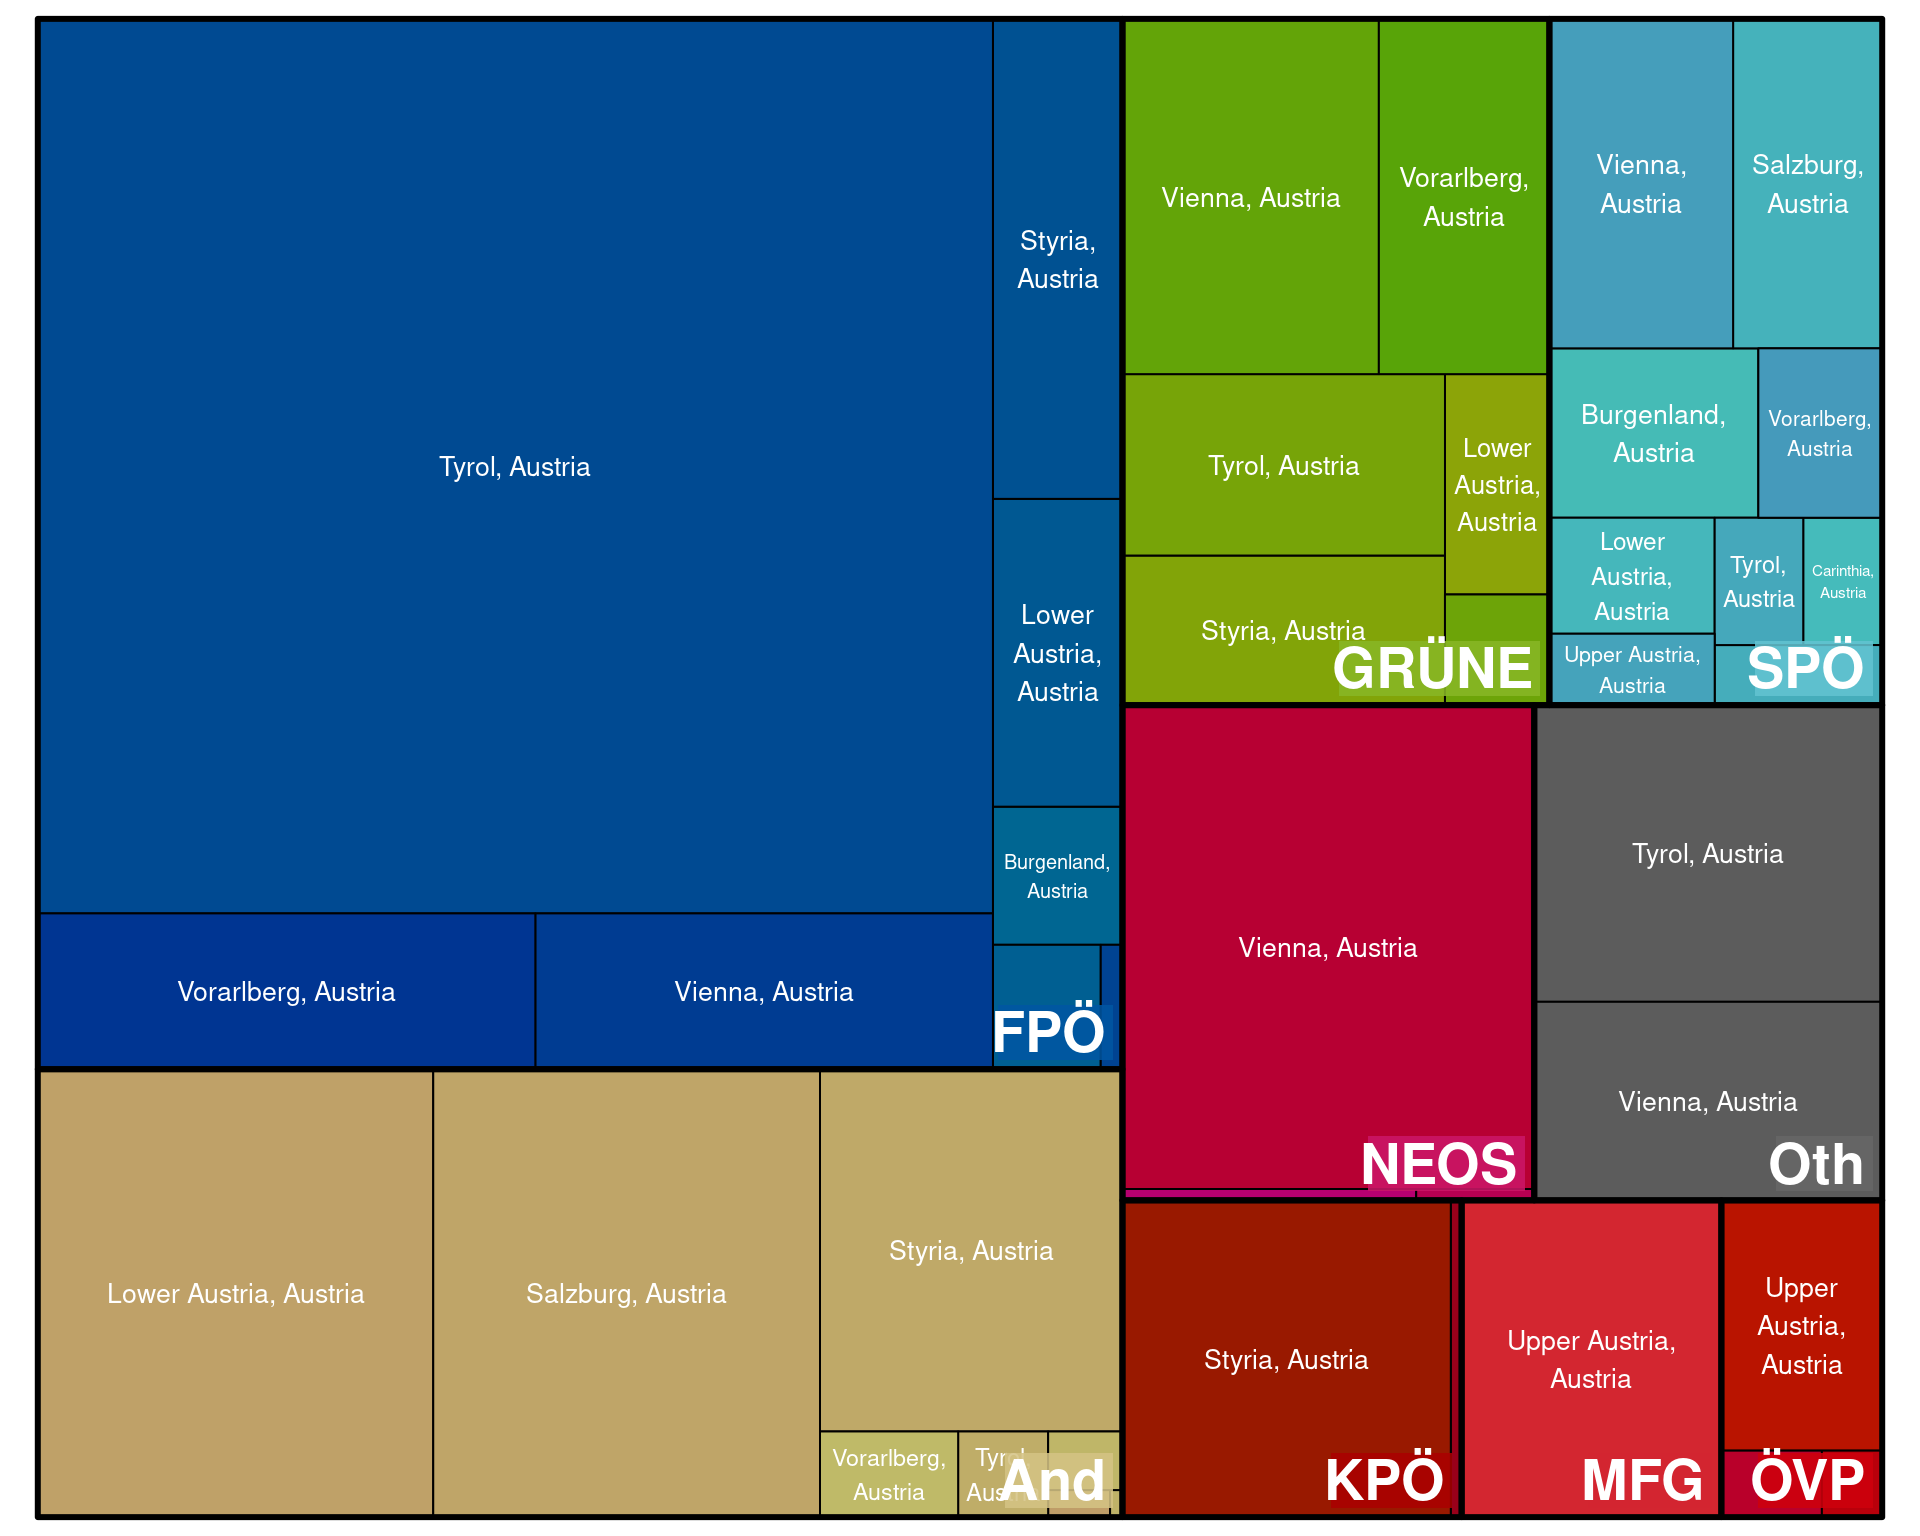 Tyrol, Austria
Styria,
Austria
Lower
Austria,
Austria
Burgenland,
Austria
Vorarlberg, Austria
Vienna, Austria
FPÖ
Lower Austria, Austria
Salzburg, Austria
Styria, Austria
Vorarlberg,
Austria
And
Vienna, Austria
Vorarlberg,
Austria
Tyrol, Austria
Lower
Austria,
Austria
Styria, Austria
GRÜNE
Vienna,
Austria
Salzburg,
Austria
Burgenland,
Austria
Vorarlberg,
Austria
Lower
Austria,
Austria
Tyrol,
Austria
Carinthia,
Austria
Upper Austria,
Austria
SPÖ
Vienna, Austria
NEOS
Tyrol, Austria
Vienna, Austria
Oth
Styria, Austria
KPÖ
Upper Austria,
Austria
MFG
Upper
Austria,
Austria
ÖVP